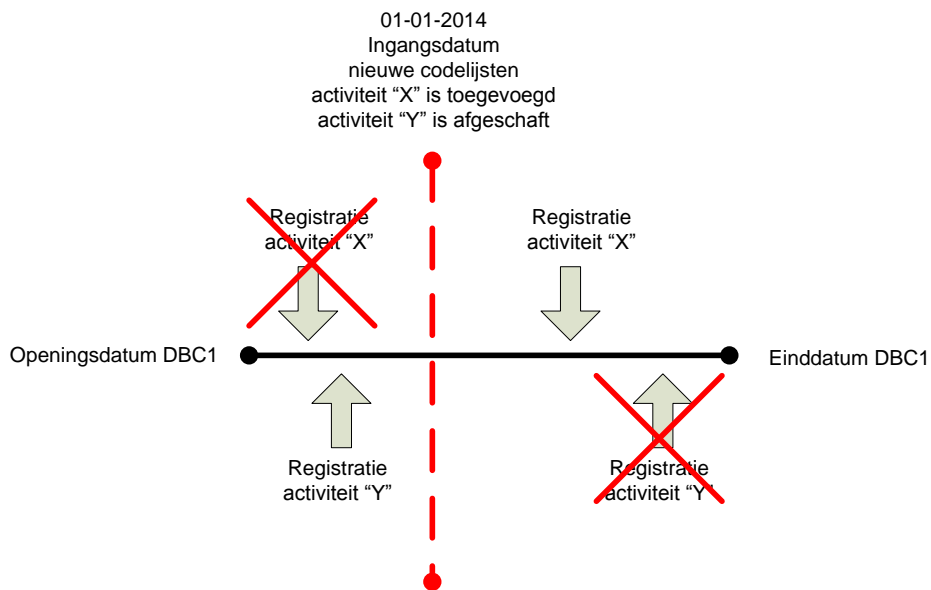 01-01-2014
Ingangsdatum
nieuwe codelijsten
activiteit “X” is toegevoegd
activiteit “Y” is afgeschaft
Registratie
activiteit “X”
Registratie
activiteit “X”
Openingsdatum DBC1
Einddatum DBC1
Registratie
activiteit “Y”
Registratie
activiteit “Y”